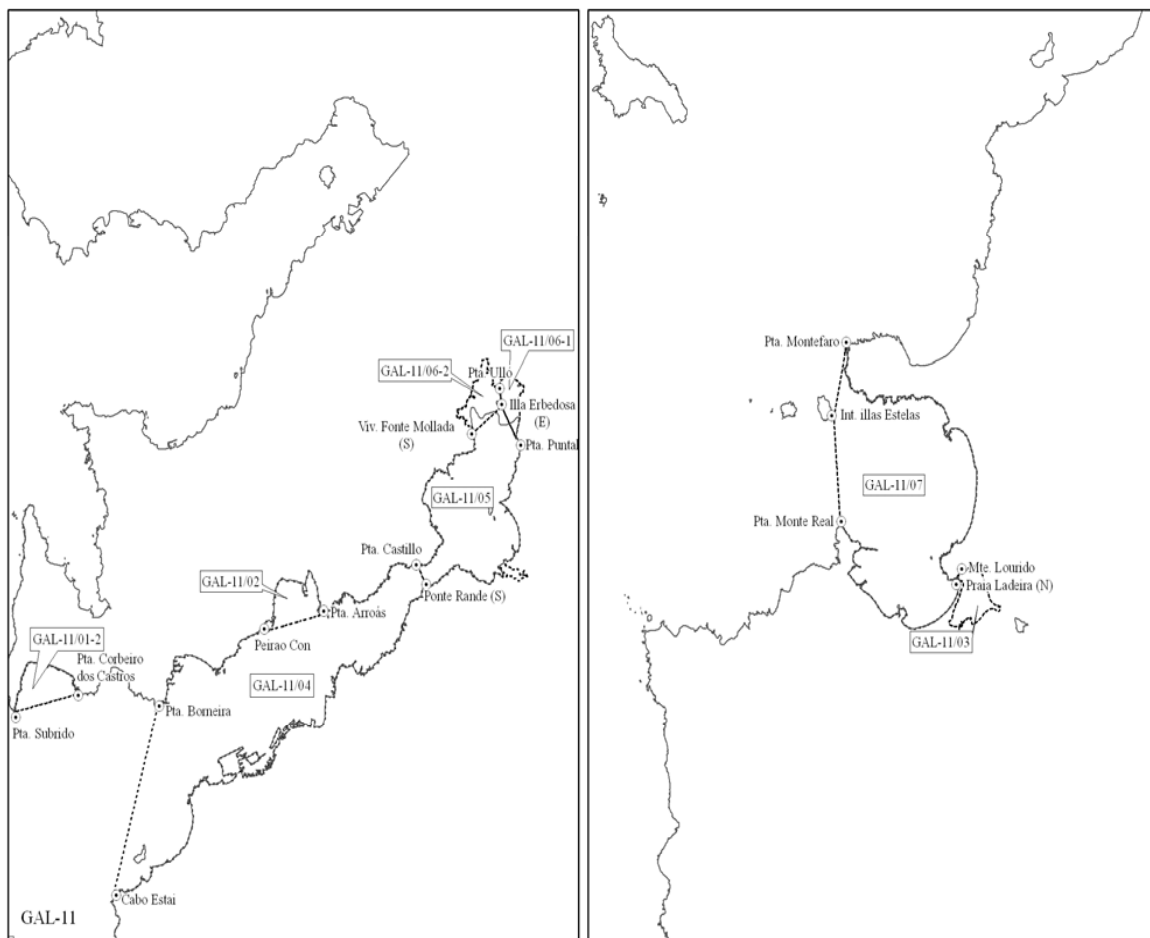 GAL-11/06-1
GAL-11/06-2
Pta. Ulló
Illa Erbedosa
(E)
Viv. Fonte Mollada
(S)
Pta. Puntal
GAL-11/05
Pta. Castillo
GAL-11/02
Ponte Rande (S)
Pta. Arroás
Peirao Con
GAL-11/01-2
Pta. Corbeiro
dos Castros
GAL-11/04
Pta. Borneira
Pta. Subrido
Cabo Estai
GAL-11
Pta. Montefaro
Int. illas Estelas
GAL-11/07
Pta. Monte Real
Mte. Lourido
Praia Ladeira (N)
GAL-11/03